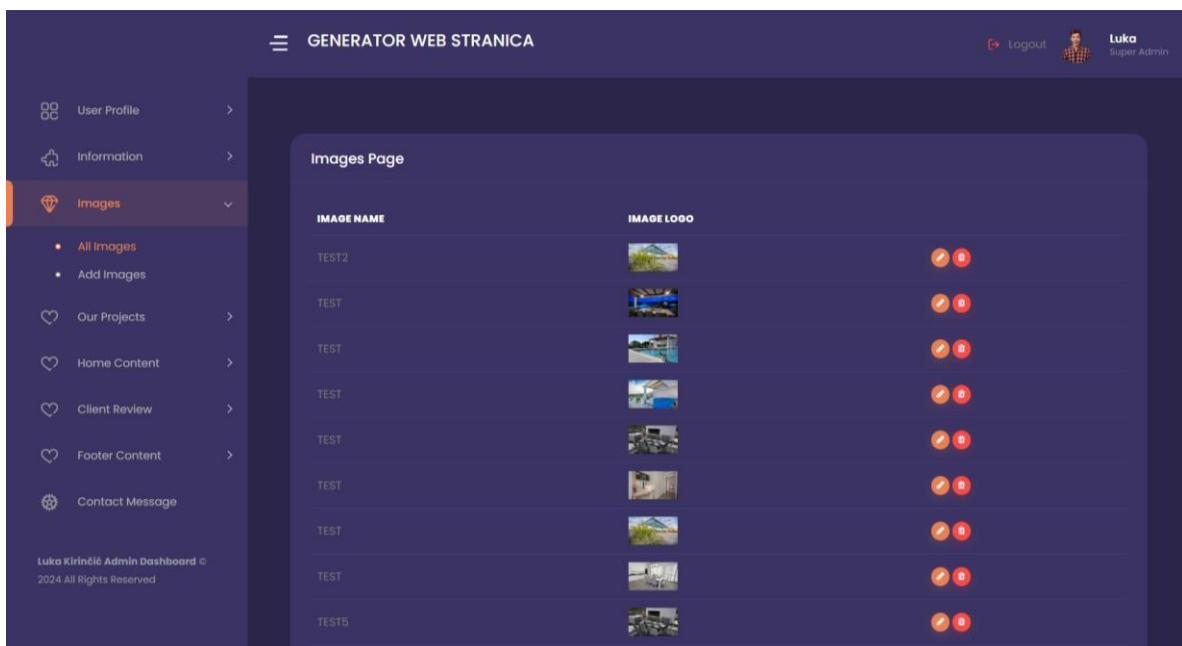 GENERATOR WEB STRANICA
Logout
Luka
Super Admin
User Profile
Information
Images
All Images
Add Images
Our Projects
Home Content
Client Review
Footer Content
Contact Message
Luka Kirinčić Admin Dashboard ©
2024 All Rights Reserved
Images Page
IMAGE NAME IMAGE LOGO
TEST2
TEST
TEST
TEST
TEST
TEST
TEST
TEST
TEST5